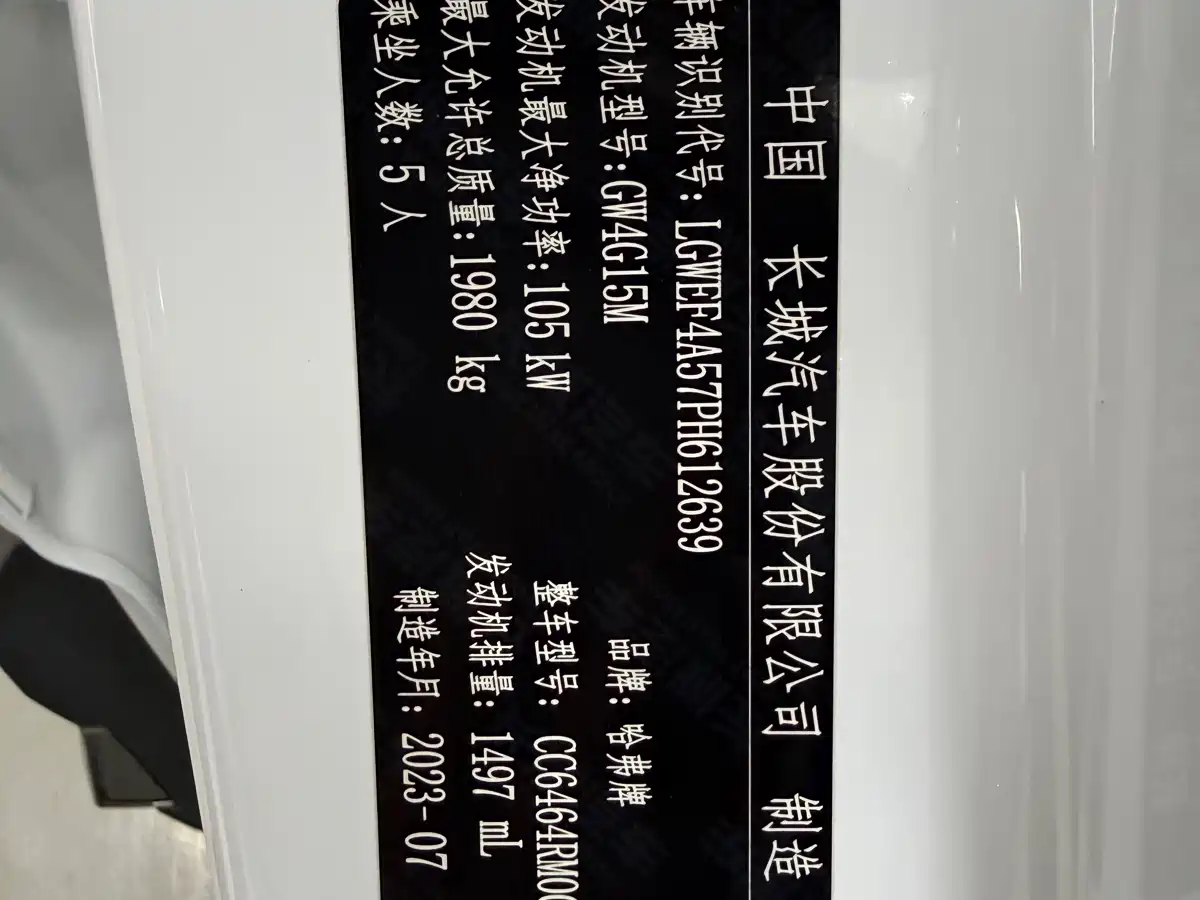 中国 长城汽车股份有限公司 制造
车辆识别代号: LGWEF4A57PH612639
发动机型号:GW4G15M 品牌: 哈弗牌
发动机最大净功率:105 kW 整车型号: CC6464RM0
最大允许总质量:1980 kg 发动机排量: 1497 mL
乘坐人数: 5 人 制造年月: 2023-07